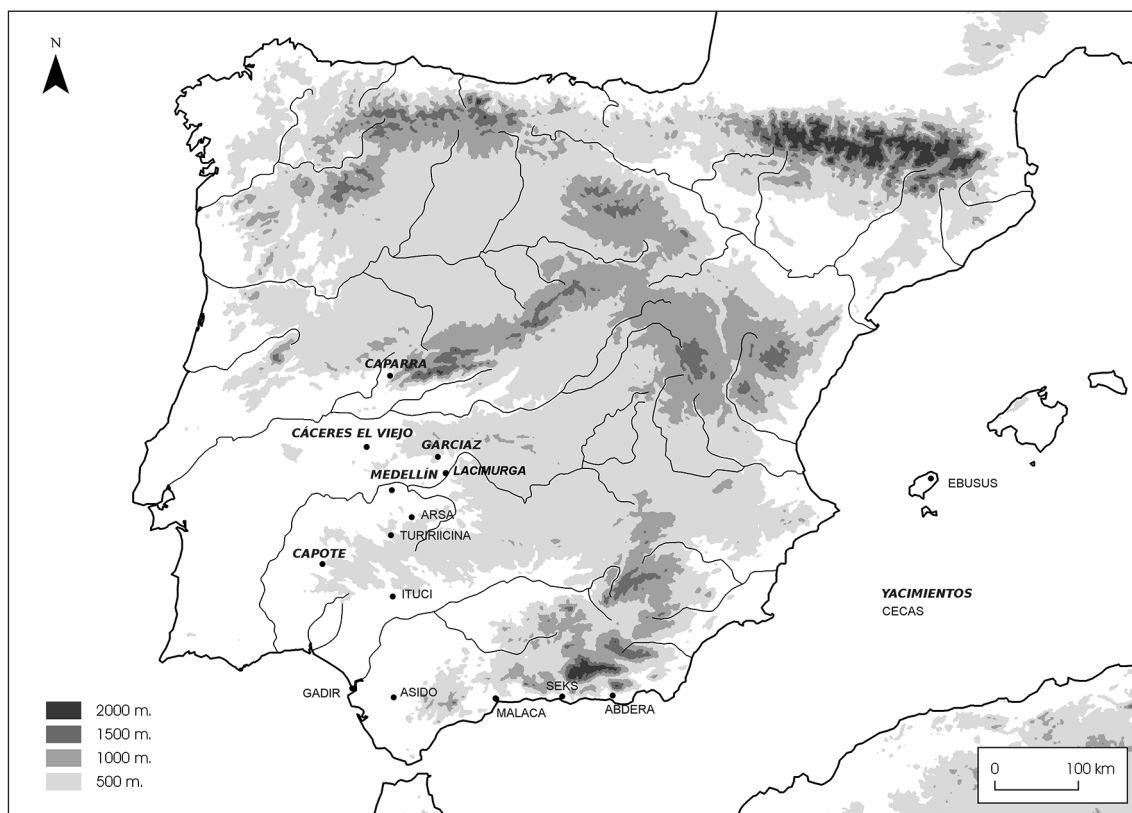 N
CAPARRA
CÁCERES EL VIEJO
GARCIAZ
LACIMURGA
MEDELLÍN
EBUSUS
ARSA
TURIRIICINA
CAPOTE
YACIMIENTOS
CECAS
ITUCI
GADIR
ASIDO
SEKS
MALACA
ABDERA
2000 m.
1500 m.
1000 m.
500 m.
0 100 km